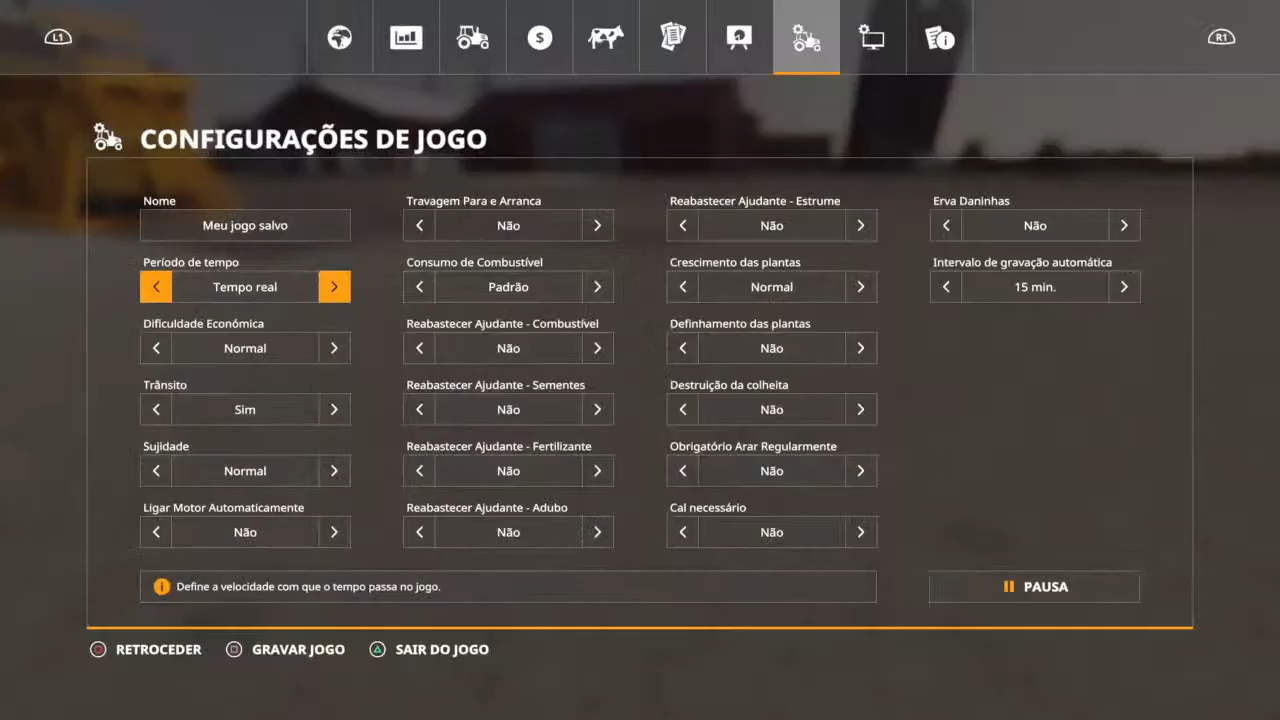 L1
$
R1
CONFIGURAÇÕES DE JOGO
Nome
Meu jogo salvo
Período de tempo
Tempo real
Dificuldade Económica
Normal
Trânsito
Sim
Sujidade
Normal
Ligar Motor Automaticamente
Não
Travagem Para e Arranca
Não
Consumo de Combustível
Padrão
Reabastecer Ajudante - Combustível
Não
Reabastecer Ajudante - Sementes
Não
Reabastecer Ajudante - Fertilizante
Não
Reabastecer Ajudante - Adubo
Não
Reabastecer Ajudante - Estrume
Não
Crescimento das plantas
Normal
Definhamento das plantas
Não
Destruição da colheita
Não
Obrigatório Arar Regularmente
Não
Cal necessário
Não
Erva Daninhas
Não
Intervalo de gravação automática
15 min.
Define a velocidade com que o tempo passa no jogo.
PAUSA
RETROCEDER
GRAVAR JOGO
SAIR DO JOGO